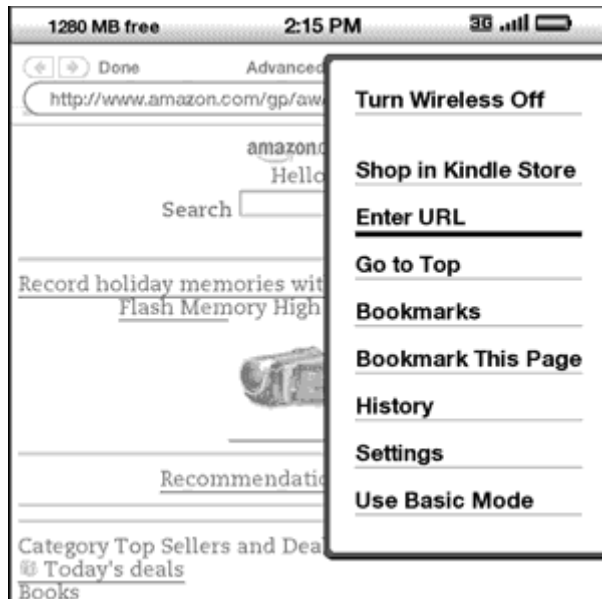 1280 MB free 2:15 PM 3G
Done Advanced
http://www.amazon.com/gp/aw
amazon
Hello
Search
Record holiday memories wit
Flash Memory High
Recommendatio
Category Top Sellers and Dea
Today's deals
Books
Turn Wireless Off
Shop in Kindle Store
Enter URL
Go to Top
Bookmarks
Bookmark This Page
History
Settings
Use Basic Mode